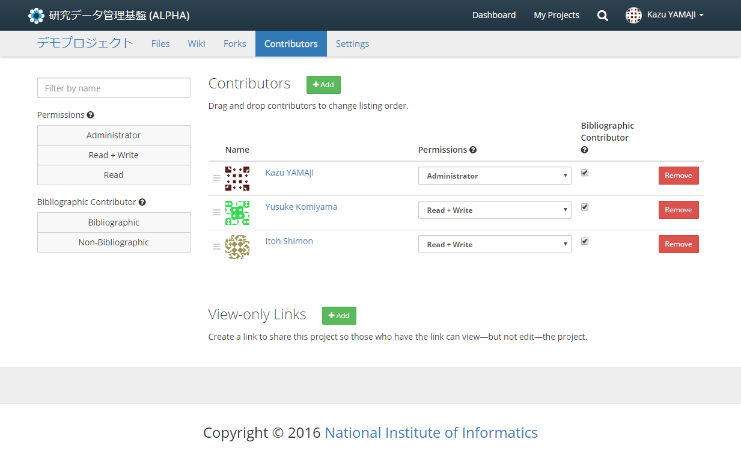 研究データ管理基盤 (ALPHA)
Dashboard
My Projects
Kazu YAMAJI
デモプロジェクト
Files
Wiki
Forks
Contributors
Settings
Filter by name
Permissions
Administrator
Read + Write
Read
Bibliographic Contributor
Bibliographic
Non-Bibliographic
Contributors
+ Add
Drag and drop contributors to change listing order.
Name
Permissions
Bibliographic
Contributor
Kazu YAMAJI
Administrator
Remove
Yusuke Komiyama
Read + Write
Remove
Itoh Shimon
Read + Write
Remove
View-only Links
+ Add
Create a link to share this project so those who have the link can view—but not edit—the project.
Copyright © 2016 National Institute of Informatics